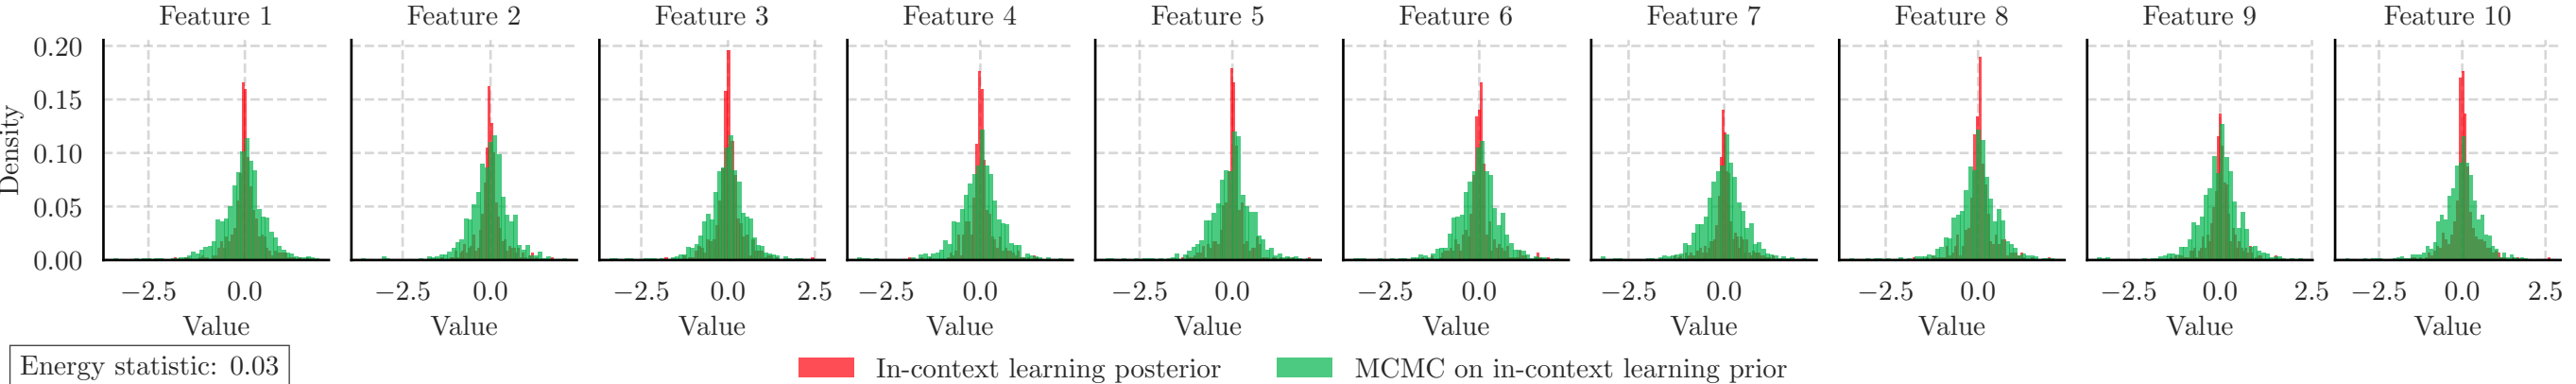 Feature 1 Feature 2 Feature 3 Feature 4 Feature 5 Feature 6 Feature 7 Feature 8 Feature 9 Feature 10
0.20
0.15
0.10
0.05
0.00
Density
−2.5 0.0 −2.5 0.0 −2.5 0.0 2.5 −2.5 0.0 −2.5 0.0 −2.5 0.0 −2.5 0.0 −2.5 0.0 −2.5 0.0 2.5 −2.5 0.0 2.5
Value Value Value Value Value Value Value Value Value Value
Energy statistic: 0.03
In-context learning posterior MCMC on in-context learning prior